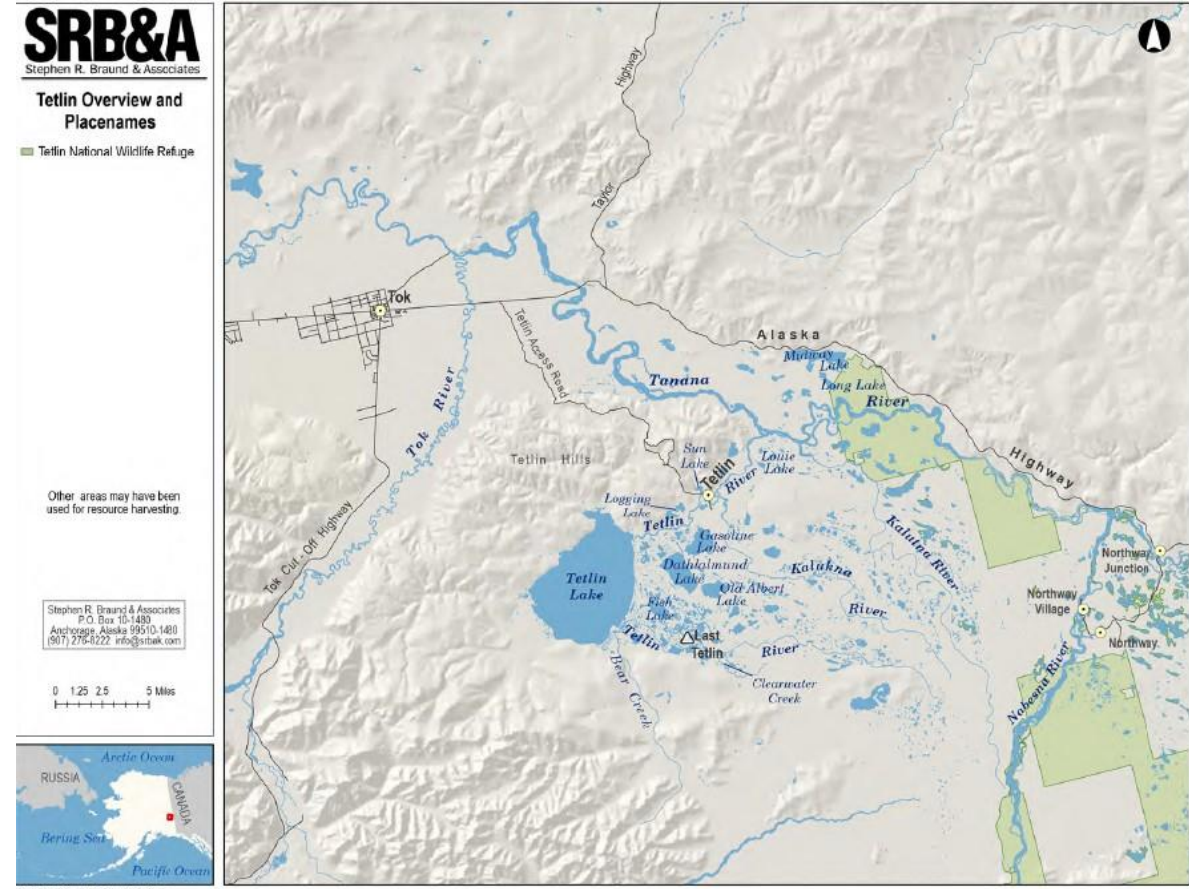 SRB&A
Stephen R. Braund & Associates
Tetlin Overview and
Placenames
Tetlin National Wildlife Refuge
Other areas may have been
used for resource harvesting.
Stephen R. Braund & Associates
P.O. Box 10-1480
Anchorage, Alaska 99510-1480
(907) 276-8222 info@srbak.com
0 1.25 2.5 5 Miles
Arctic Ocean
RUSSIA
CANADA
Bering Sea
Pacific Ocean
Taylor
Highway
Tok
Tetlin Access Road
Tok River
Tok Cut-Off Highway
Alaska
Highway
Midway
Lake
Long Lake
Tanana
River
Tetlin Hills
Sun
Lake
Tetlin
River
Louie
Lake
Logging
Lake
Tetlin
Gasoline
Lake
Dathlalmund
Lake
Old Albert
Lake
Kalukna
River
Kalutna River
Tetlin
Lake
Fish
Lake
Tetlin
River
Last
Tetlin
Clearwater
Creek
Bear Creek
Northway
Junction
Northway
Village
Northway
Nabesna River